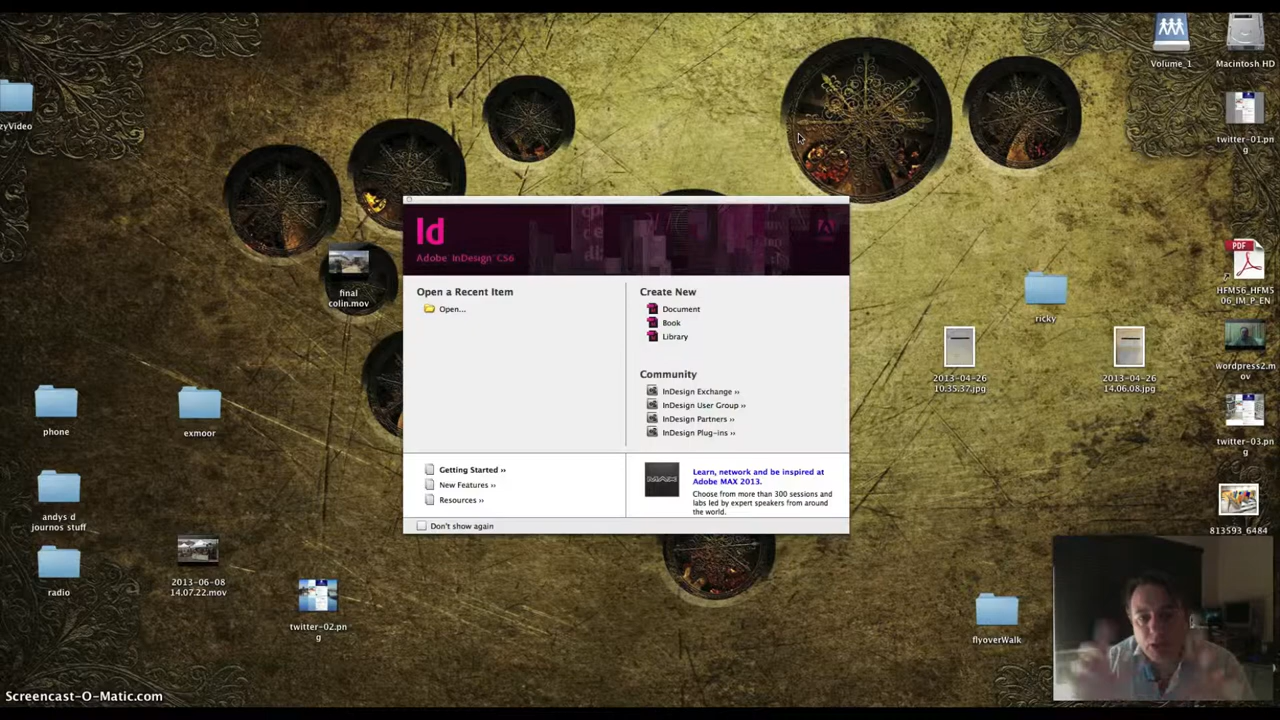 Volume_1
Macintosh HD
zyVideo
twitter-01.pn
g
Id
Adobe InDesign CS6
final
colin.mov
Open a Recent Item
Open...
Create New
Document
Book
Library
Community
InDesign Exchange ››
InDesign User Group ››
InDesign Partners ››
InDesign Plug-ins ››
Getting Started ››
New Features ››
Resources ››
MAX
Learn, network and be inspired at
Adobe MAX 2013.
Choose from more than 300 sessions and
labs led by expert speakers from around
the world.
Don't show again
PDF
HFMS6_HFMS
06_IM_P_EN
ricky
2013-04-26
10.35.37.jpg
2013-04-26
14.06.08.jpg
wordpress2.m
ov
twitter-03.pn
g
813593_6484
phone
exmoor
andys d
journos stuff
radio
2013-06-08
14.07.22.mov
twitter-02.pn
g
flyoverWalk
Screencast-O-Matic.com